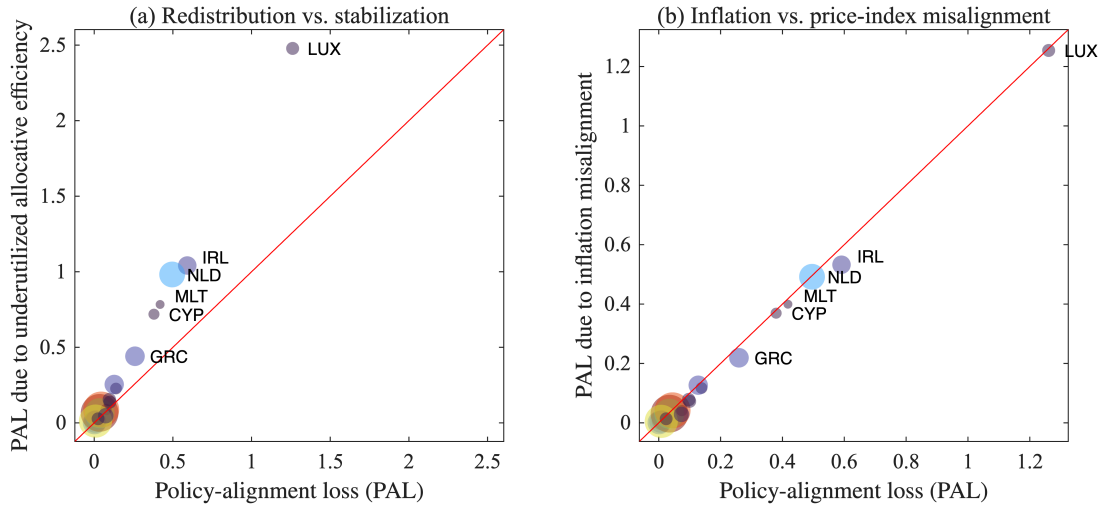 (a) Redistribution vs. stabilization
PAL due to underutilized allocative efficiency
2.5
2
1.5
1
0.5
0
LUX
IRL
NLD
MLT
CYP
GRC
0 0.5 1 1.5 2 2.5
Policy-alignment loss (PAL)
(b) Inflation vs. price-index misalignment
PAL due to inflation misalignment
1.2
1
0.8
0.6
0.4
0.2
0
LUX
IRL
NLD
MLT
CYP
GRC
0 0.2 0.4 0.6 0.8 1 1.2
Policy-alignment loss (PAL)